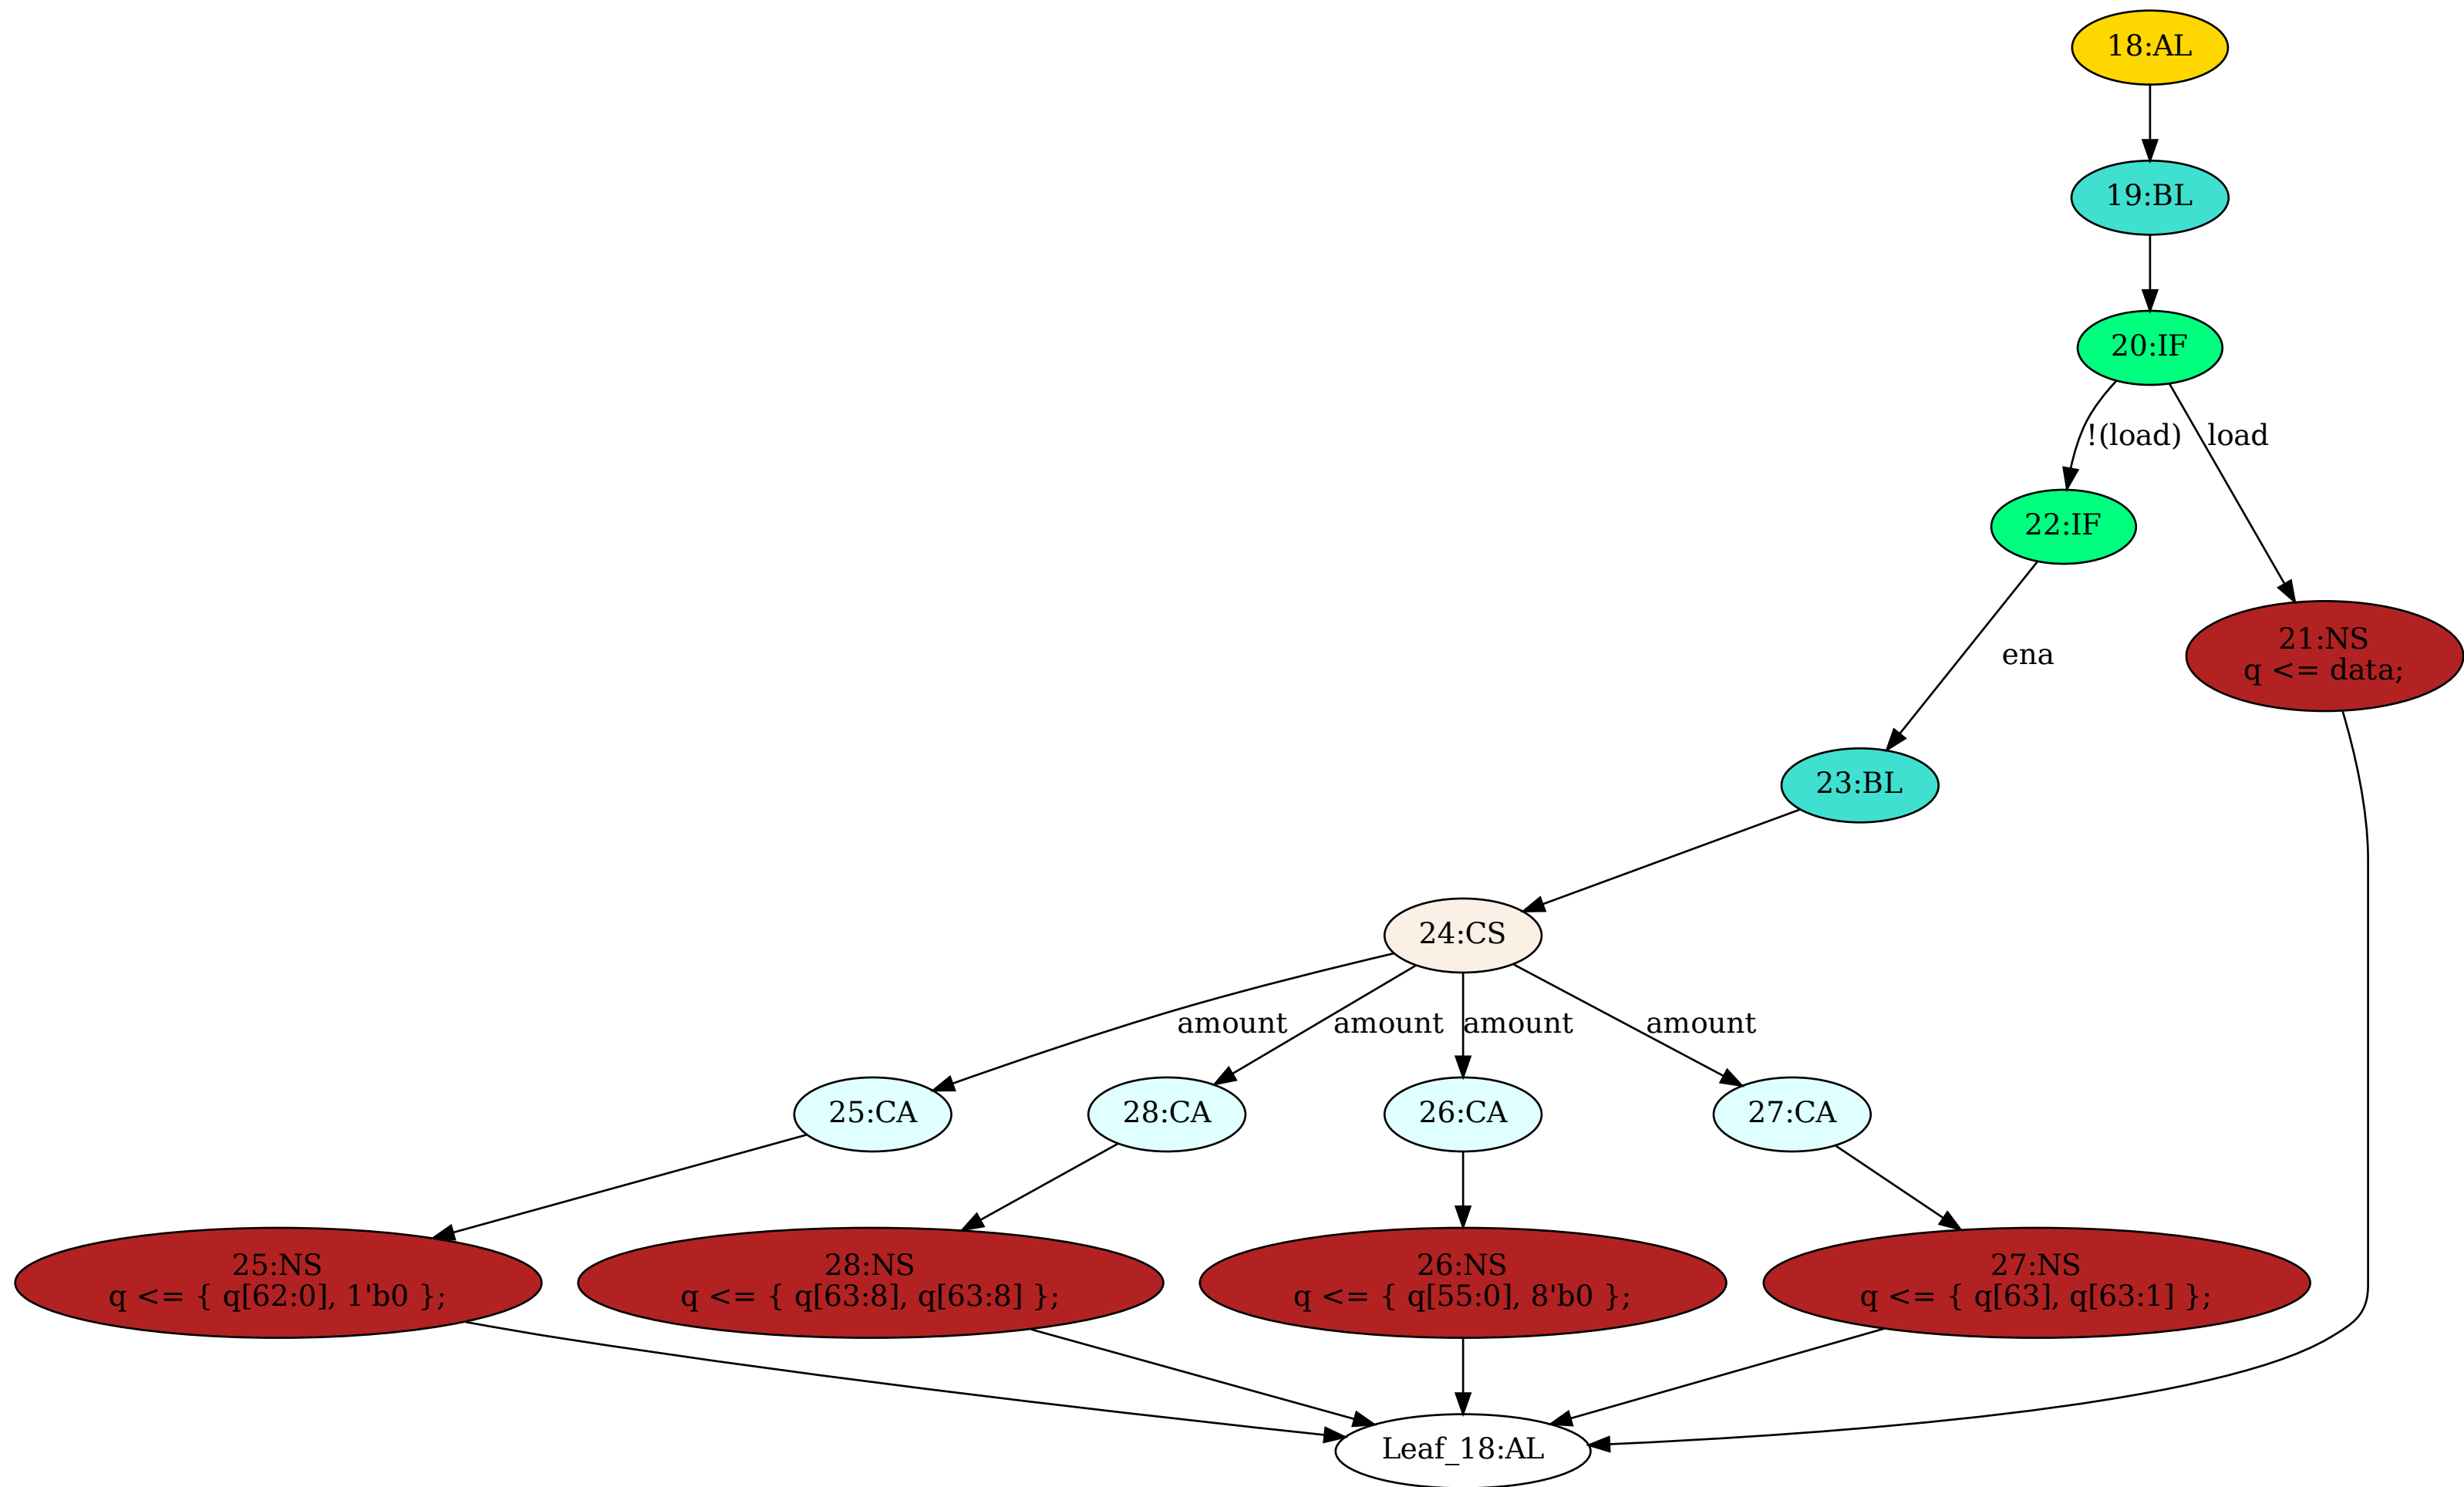 18:AL
19:BL
20:IF
!(load)
load
22:IF
21:NS
q <= data;
ena
23:BL
24:CS
amount
amount
amount
amount
25:CA
28:CA
26:CA
27:CA
25:NS
q <= { q[62:0], 1'b0 };
28:NS
q <= { q[63:8], q[63:8] };
26:NS
q <= { q[55:0], 8'b0 };
27:NS
q <= { q[63], q[63:1] };
Leaf_18:AL